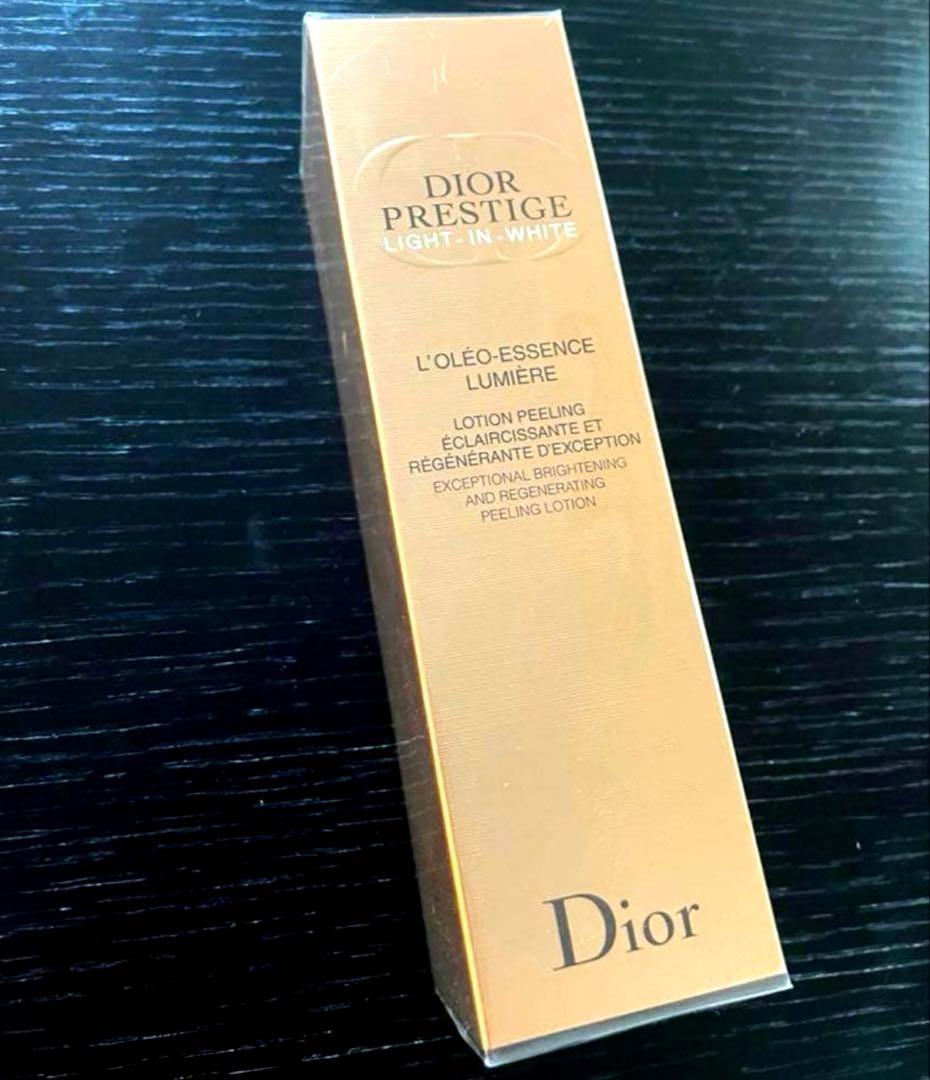 DIOR
PRESTIGE
LIGHT-IN-WHITE
L'OLÉO-ESSENCE
LUMIÈRE
LOTION PEELING
ÉCLAIRCISSANTE ET
RÉGÉNÉRANTE D'EXCEPTION
EXCEPTIONAL BRIGHTENING
AND REGENERATING
PEELING LOTION
Dior